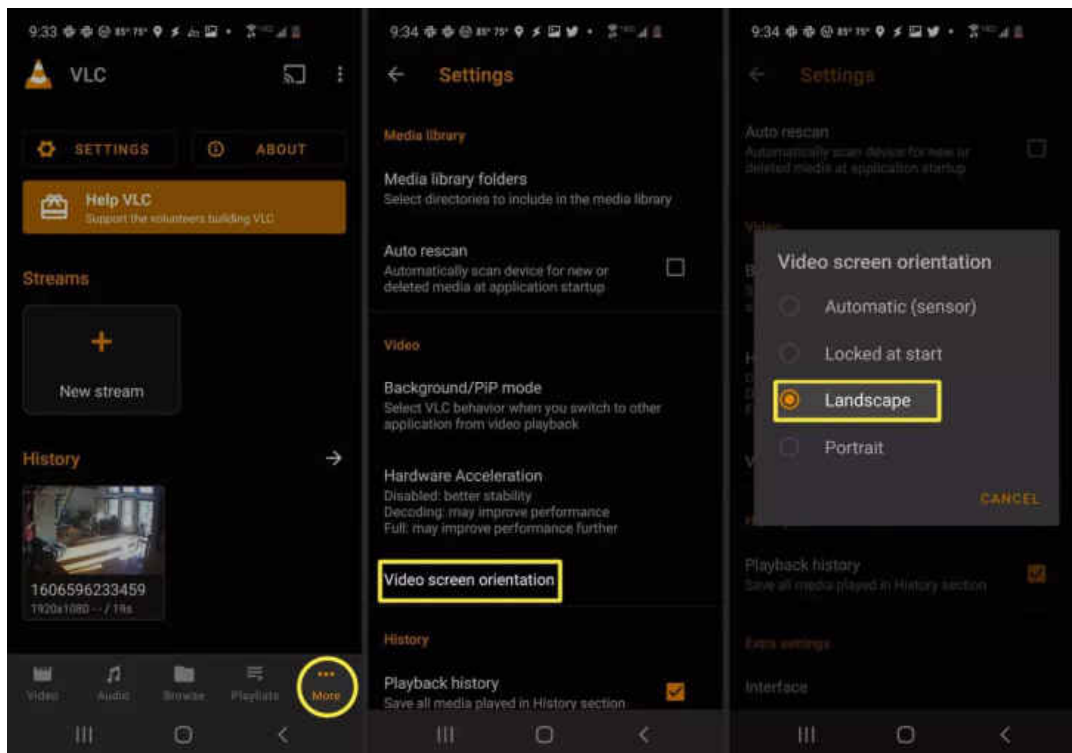 9:33 85° 75°
VLC
SETTINGS
ABOUT
Help VLC
Support the volunteers building VLC
Streams
+
New stream
History
1606596233459
1920x1080 -- / 19s
Video
Audio
Browse
Playlists
More
9:34 85° 75°
Settings
Media library
Media library folders
Select directories to include in the media library
Auto rescan
Automatically scan device for new or
deleted media at application startup
Video
Background/PiP mode
Select VLC behavior when you switch to other
application from video playback
Hardware Acceleration
Disabled: better stability
Decoding: may improve performance
Full: may improve performance further
Video screen orientation
History
Playback history
Save all media played in History section
9:34 85° 75°
Settings
Auto rescan
Automatically scan device for new or
deleted media at application startup
Video
Video screen orientation
Automatic (sensor)
Locked at start
Landscape
Portrait
CANCEL
Playback history
Save all media played in History section
Extra settings
Interface